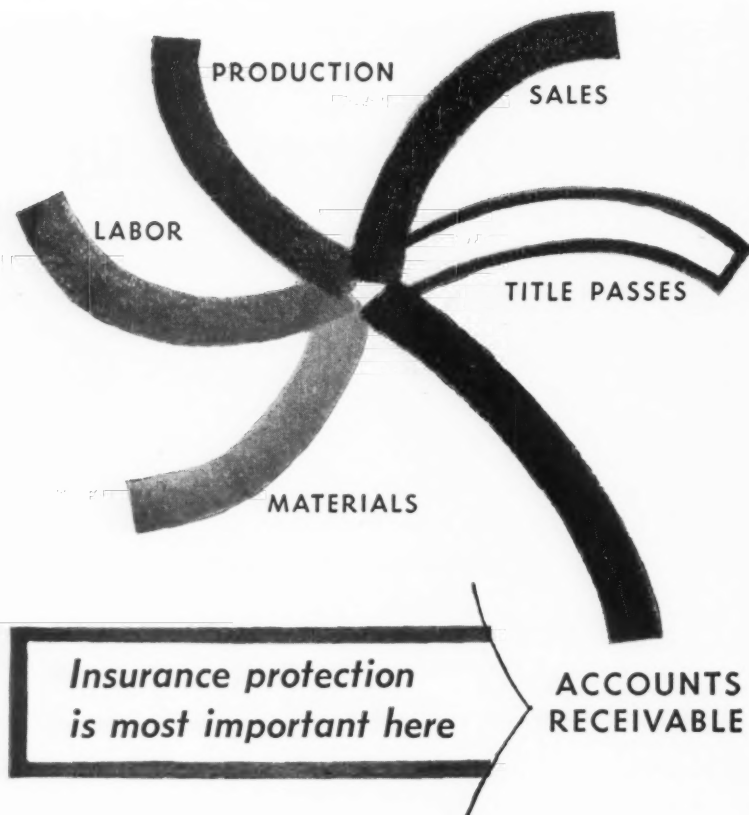 PRODUCTION
SALES
LABOR
TITLE PASSES
MATERIALS
Insurance protection
is most important here
ACCOUNTS
RECEIVABLE